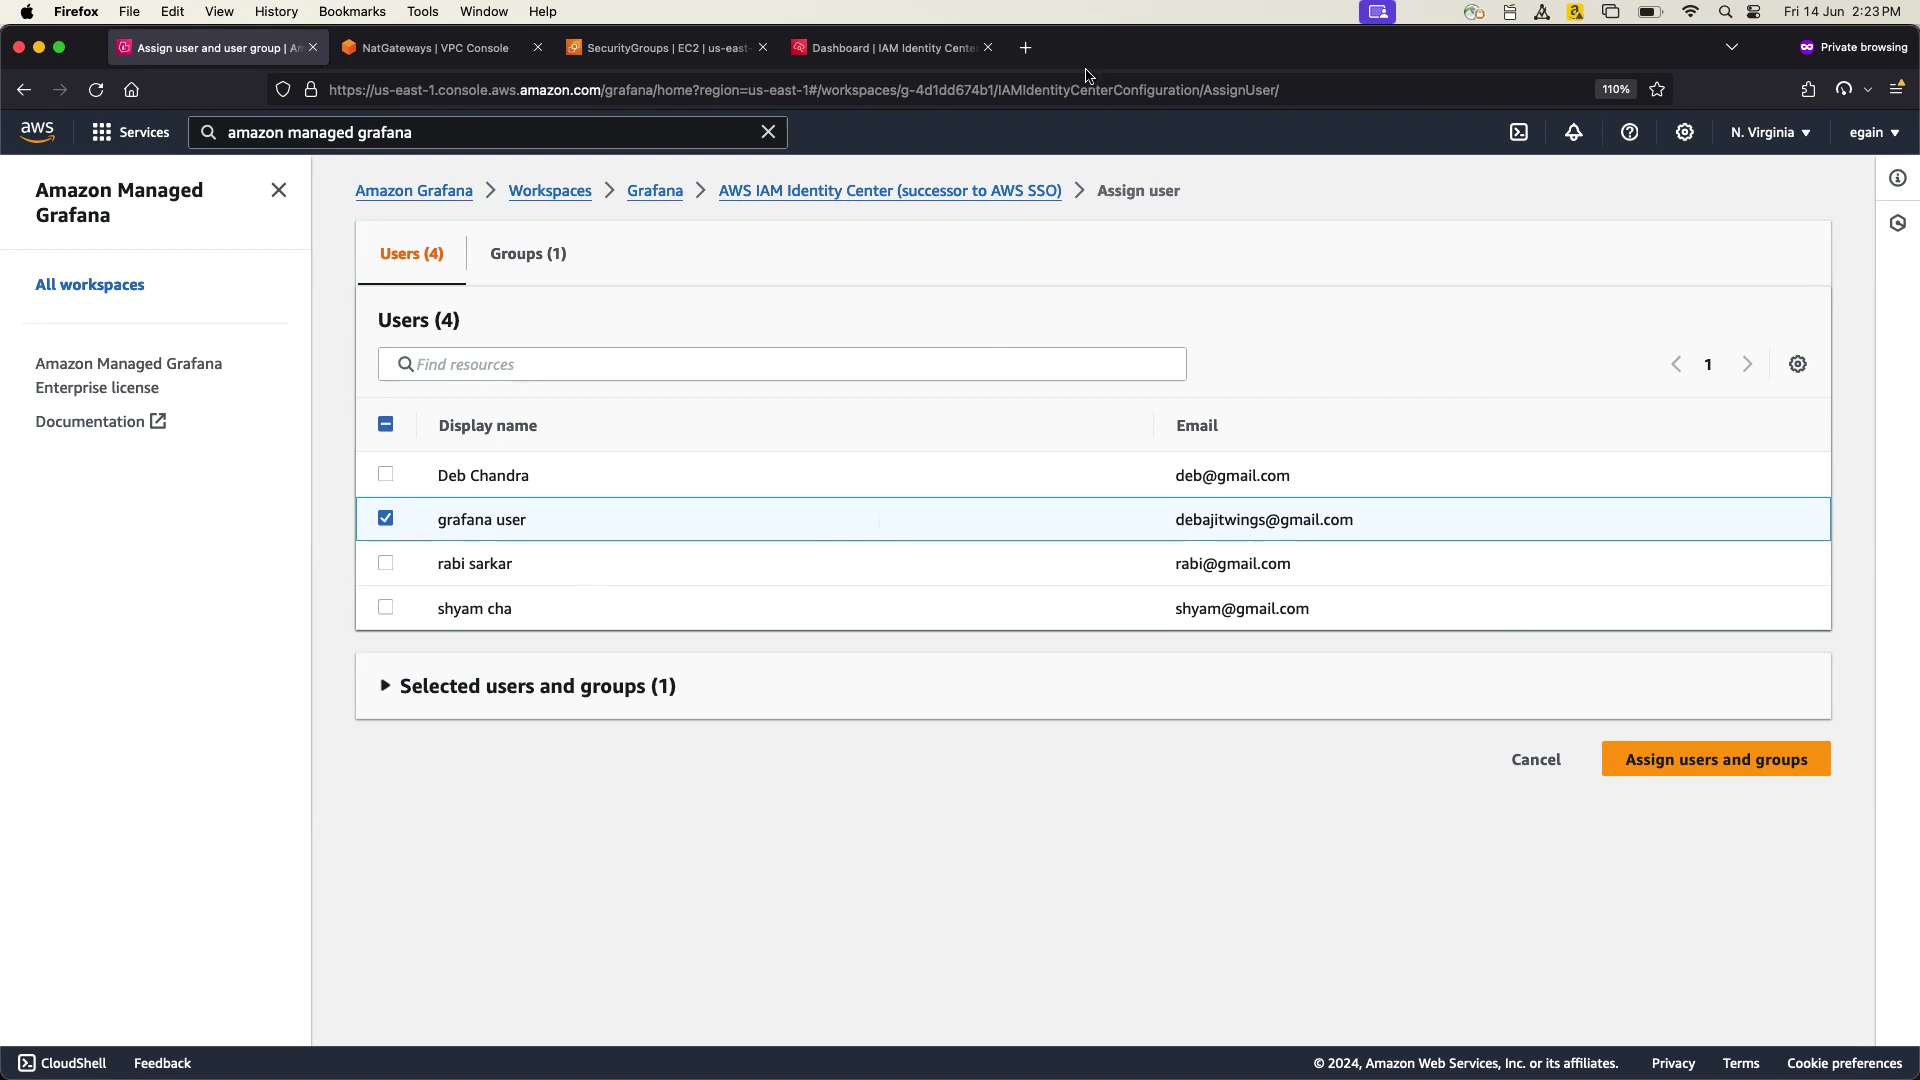 Firefox File Edit View History Bookmarks Tools Window Help Fri 14 Jun 2:23 PM
Assign user and user group | Am NatGateways | VPC Console SecurityGroups | EC2 | us-east- Dashboard | IAM Identity Center Private browsing
https://us-east-1.console.aws.amazon.com/grafana/home?region=us-east-1#/workspaces/g-4d1dd674b1/IAMIdentityCenterConfiguration/AssignUser/ 110%
aws Services amazon managed grafana N. Virginia egain
Amazon Managed Grafana
All workspaces
Amazon Managed Grafana
Enterprise license
Documentation
Amazon Grafana Workspaces Grafana AWS IAM Identity Center (successor to AWS SSO) Assign user
Users (4) Groups (1)
Users (4)
Find resources 1
Display name Email
Deb Chandra deb@gmail.com
grafana user debajitwings@gmail.com
rabi sarkar rabi@gmail.com
shyam cha shyam@gmail.com
Selected users and groups (1)
Cancel Assign users and groups
CloudShell Feedback © 2024, Amazon Web Services, Inc. or its affiliates. Privacy Terms Cookie preferences